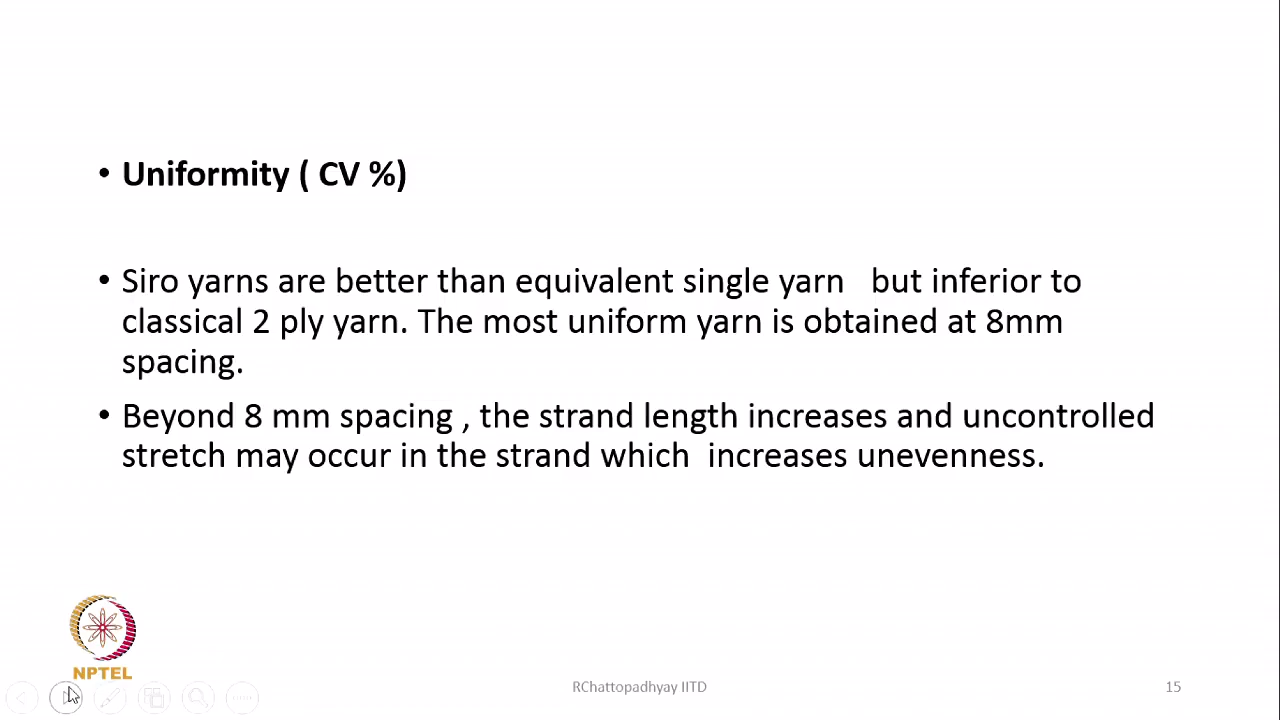 • Uniformity ( CV %)
• Siro yarns are better than equivalent single yarn but inferior to
classical 2 ply yarn. The most uniform yarn is obtained at 8mm
spacing.
• Beyond 8 mm spacing , the strand length increases and uncontrolled
stretch may occur in the strand which increases unevenness.
NPTEL
RChattopadhyay IITD
15